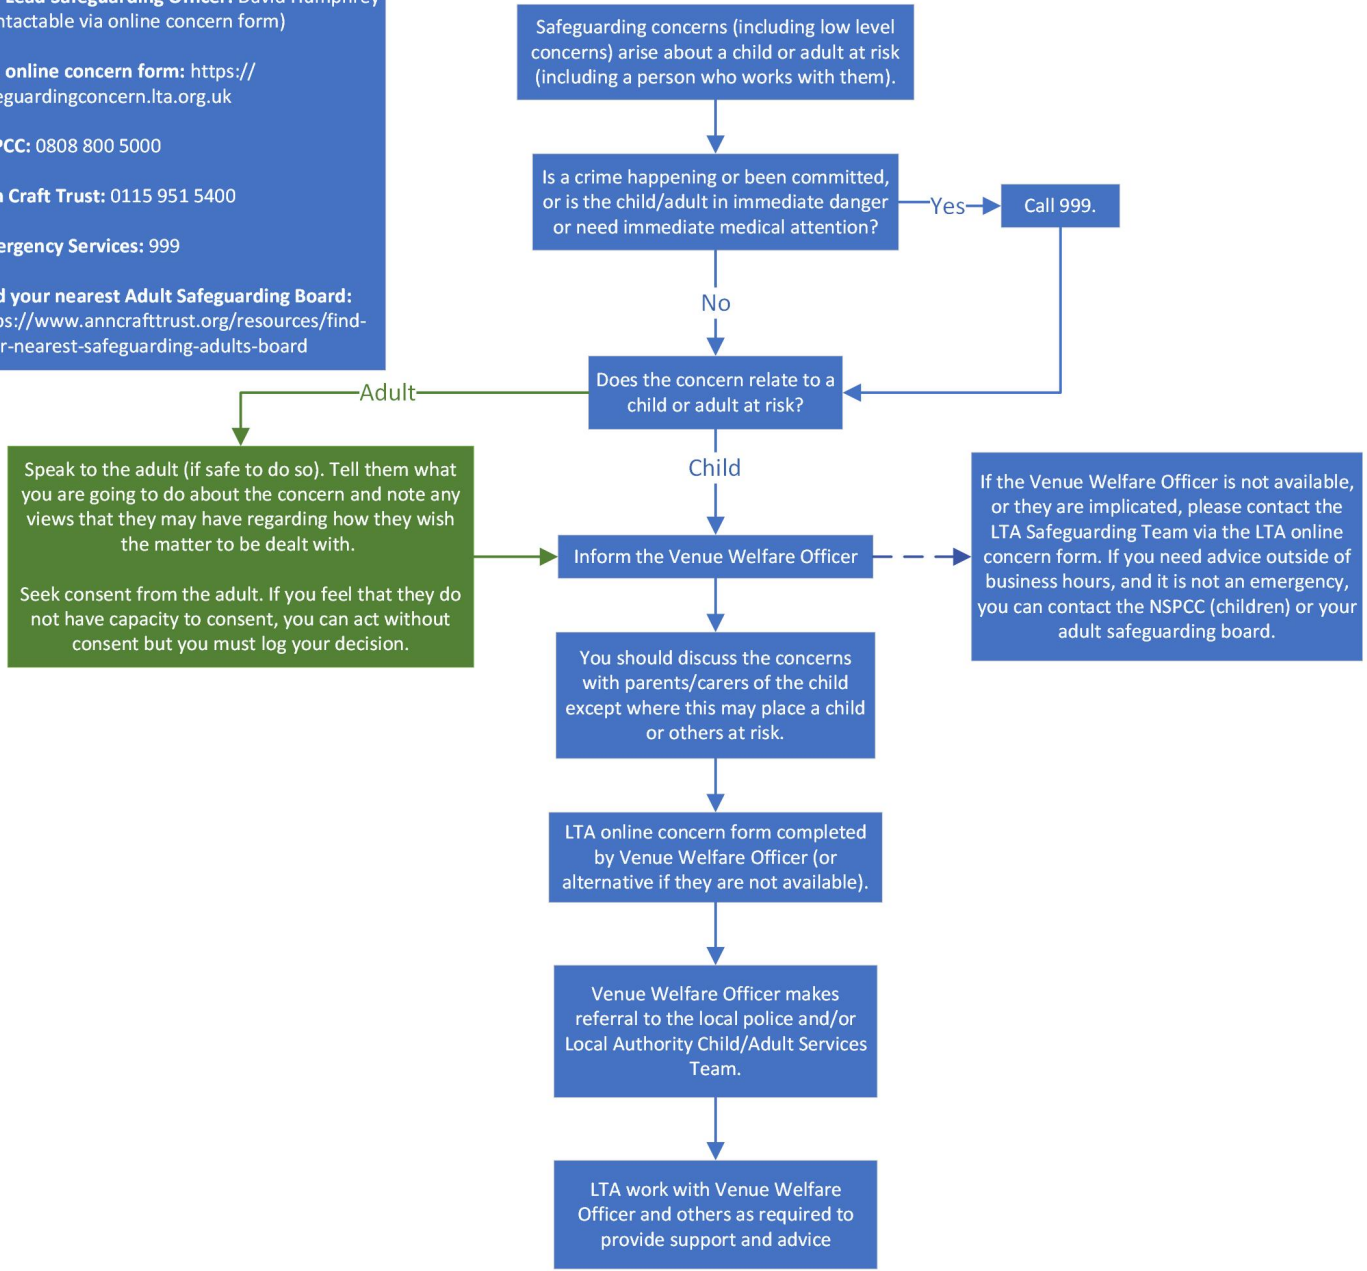 Lead Safeguarding Officer: David Humphrey
ntactable via online concern form)
online concern form: https://
eguardingconcern.lta.org.uk
PCC: 0808 800 5000
n Craft Trust: 0115 951 5400
ergency Services: 999
d your nearest Adult Safeguarding Board:
ps://www.anncrafttrust.org/resources/find-
r-nearest-safeguarding-adults-board
Safeguarding concerns (including low level
concerns) arise about a child or adult at risk
(including a person who works with them).
Is a crime happening or been committed,
or is the child/adult in immediate danger
or need immediate medical attention?
Yes
Call 999.
No
Does the concern relate to a
child or adult at risk?
Adult
Child
Speak to the adult (if safe to do so). Tell them what
you are going to do about the concern and note any
views that they may have regarding how they wish
the matter to be dealt with.
Seek consent from the adult. If you feel that they do
not have capacity to consent, you can act without
consent but you must log your decision.
Inform the Venue Welfare Officer
If the Venue Welfare Officer is not available,
or they are implicated, please contact the
LTA Safeguarding Team via the LTA online
concern form. If you need advice outside of
business hours, and it is not an emergency,
you can contact the NSPCC (children) or your
adult safeguarding board.
You should discuss the concerns
with parents/carers of the child
except where this may place a child
or others at risk.
LTA online concern form completed
by Venue Welfare Officer (or
alternative if they are not available).
Venue Welfare Officer makes
referral to the local police and/or
Local Authority Child/Adult Services
Team.
LTA work with Venue Welfare
Officer and others as required to
provide support and advice